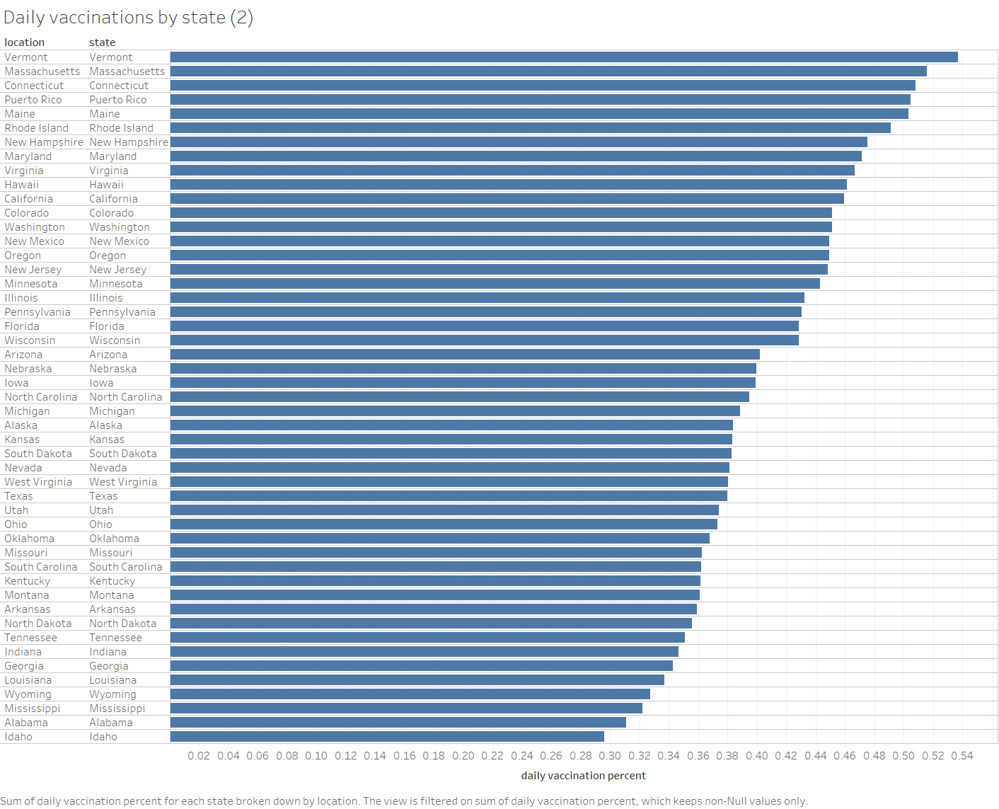 Daily vaccinations by state (2)
location state
Vermont Vermont
Massachusetts Massachusetts
Connecticut Connecticut
Puerto Rico Puerto Rico
Maine Maine
Rhode Island Rhode Island
New Hampshire New Hampshire
Maryland Maryland
Virginia Virginia
Hawaii Hawaii
California California
Colorado Colorado
Washington Washington
New Mexico New Mexico
Oregon Oregon
New Jersey New Jersey
Minnesota Minnesota
Illinois Illinois
Pennsylvania Pennsylvania
Florida Florida
Wisconsin Wisconsin
Arizona Arizona
Nebraska Nebraska
Iowa Iowa
North Carolina North Carolina
Michigan Michigan
Alaska Alaska
Kansas Kansas
South Dakota South Dakota
Nevada Nevada
West Virginia West Virginia
Texas Texas
Utah Utah
Ohio Ohio
Oklahoma Oklahoma
Missouri Missouri
South Carolina South Carolina
Kentucky Kentucky
Montana Montana
Arkansas Arkansas
North Dakota North Dakota
Tennessee Tennessee
Indiana Indiana
Georgia Georgia
Louisiana Louisiana
Wyoming Wyoming
Mississippi Mississippi
Alabama Alabama
Idaho Idaho
0.02 0.04 0.06 0.08 0.10 0.12 0.14 0.16 0.18 0.20 0.22 0.24 0.26 0.28 0.30 0.32 0.34 0.36 0.38 0.40 0.42 0.44 0.46 0.48 0.50 0.52 0.54
daily vaccination percent
Sum of daily vaccination percent for each state broken down by location. The view is filtered on sum of daily vaccination percent, which keeps non-Null values only.